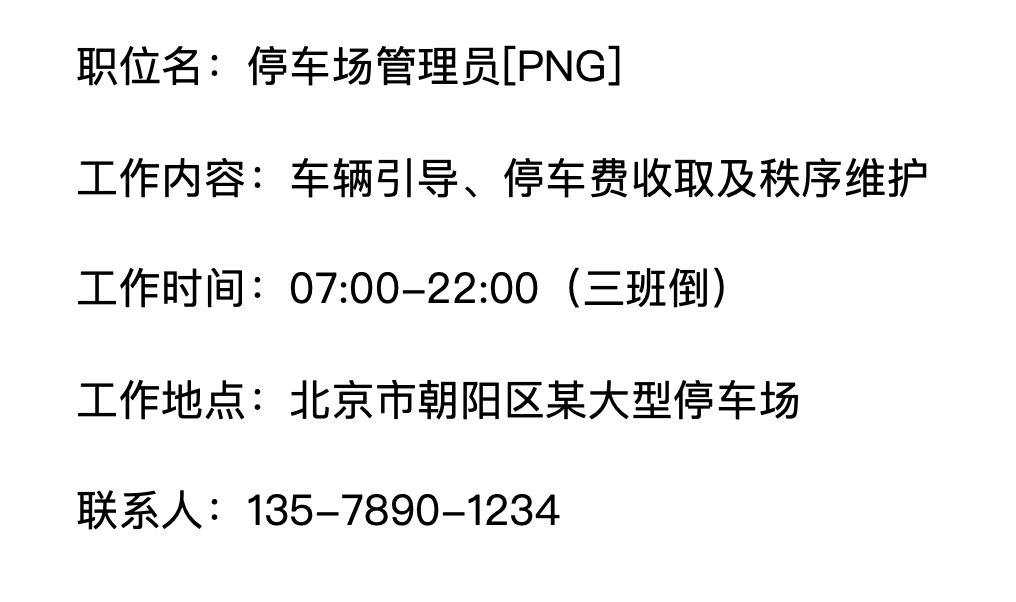 职位名：停车场管理员[PNG]
工作内容：车辆引导、停车费收取及秩序维护
工作时间：07:00-22:00（三班倒）
工作地点：北京市朝阳区某大型停车场
联系人：135-7890-1234